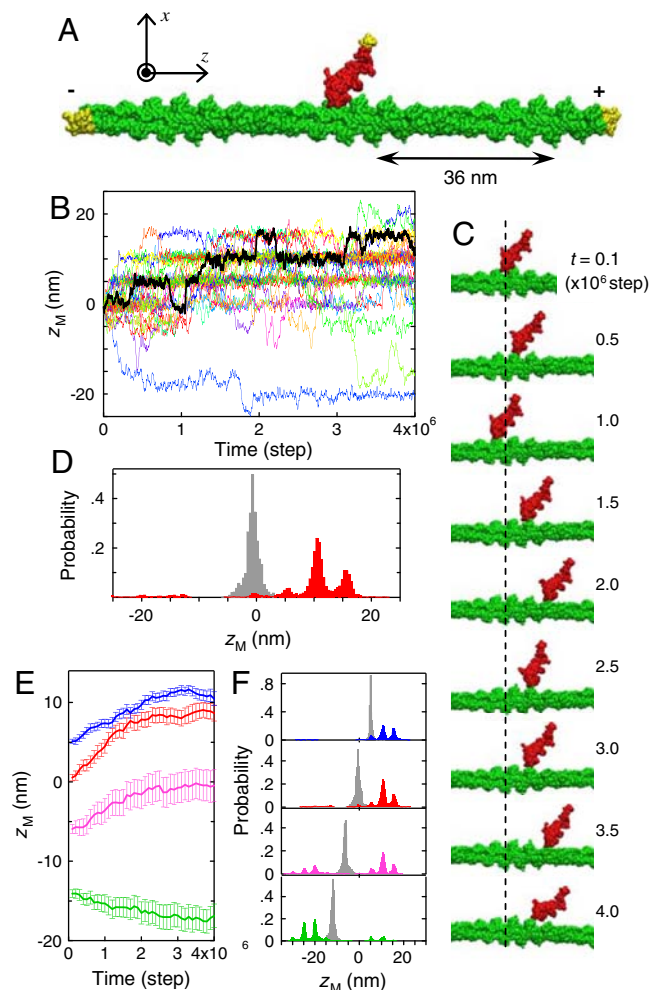 A
x
z
-
+
36 nm
B
20
10
0
-10
-20
z_M (nm)
0
1
2
3
4x10^6
Time (step)
C
t = 0.1
(x10^6 step)
0.5
1.0
1.5
2.0
2.5
3.0
3.5
4.0
D
.4
.2
Probability
-20
0
20
z_M (nm)
E
10
0
-10
-20
z_M (nm)
0
2
4x10^6
Time (step)
F
Probability
.8
.4
0
.4
.2
0
.4
.2
0
.4
.2
0
-20
0
20
z_M (nm)